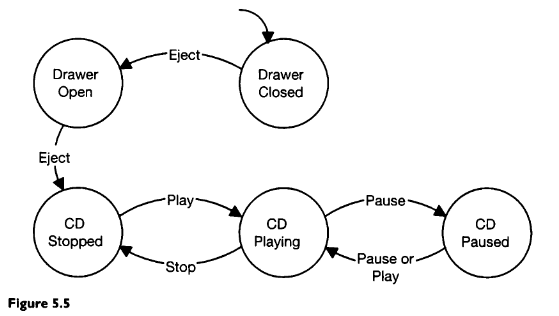 Eject
Drawer
Open
Drawer
Closed
Eject
CD
Stopped
Play
Stop
CD
Playing
Pause
Pause or
Play
CD
Paused
Figure 5.5